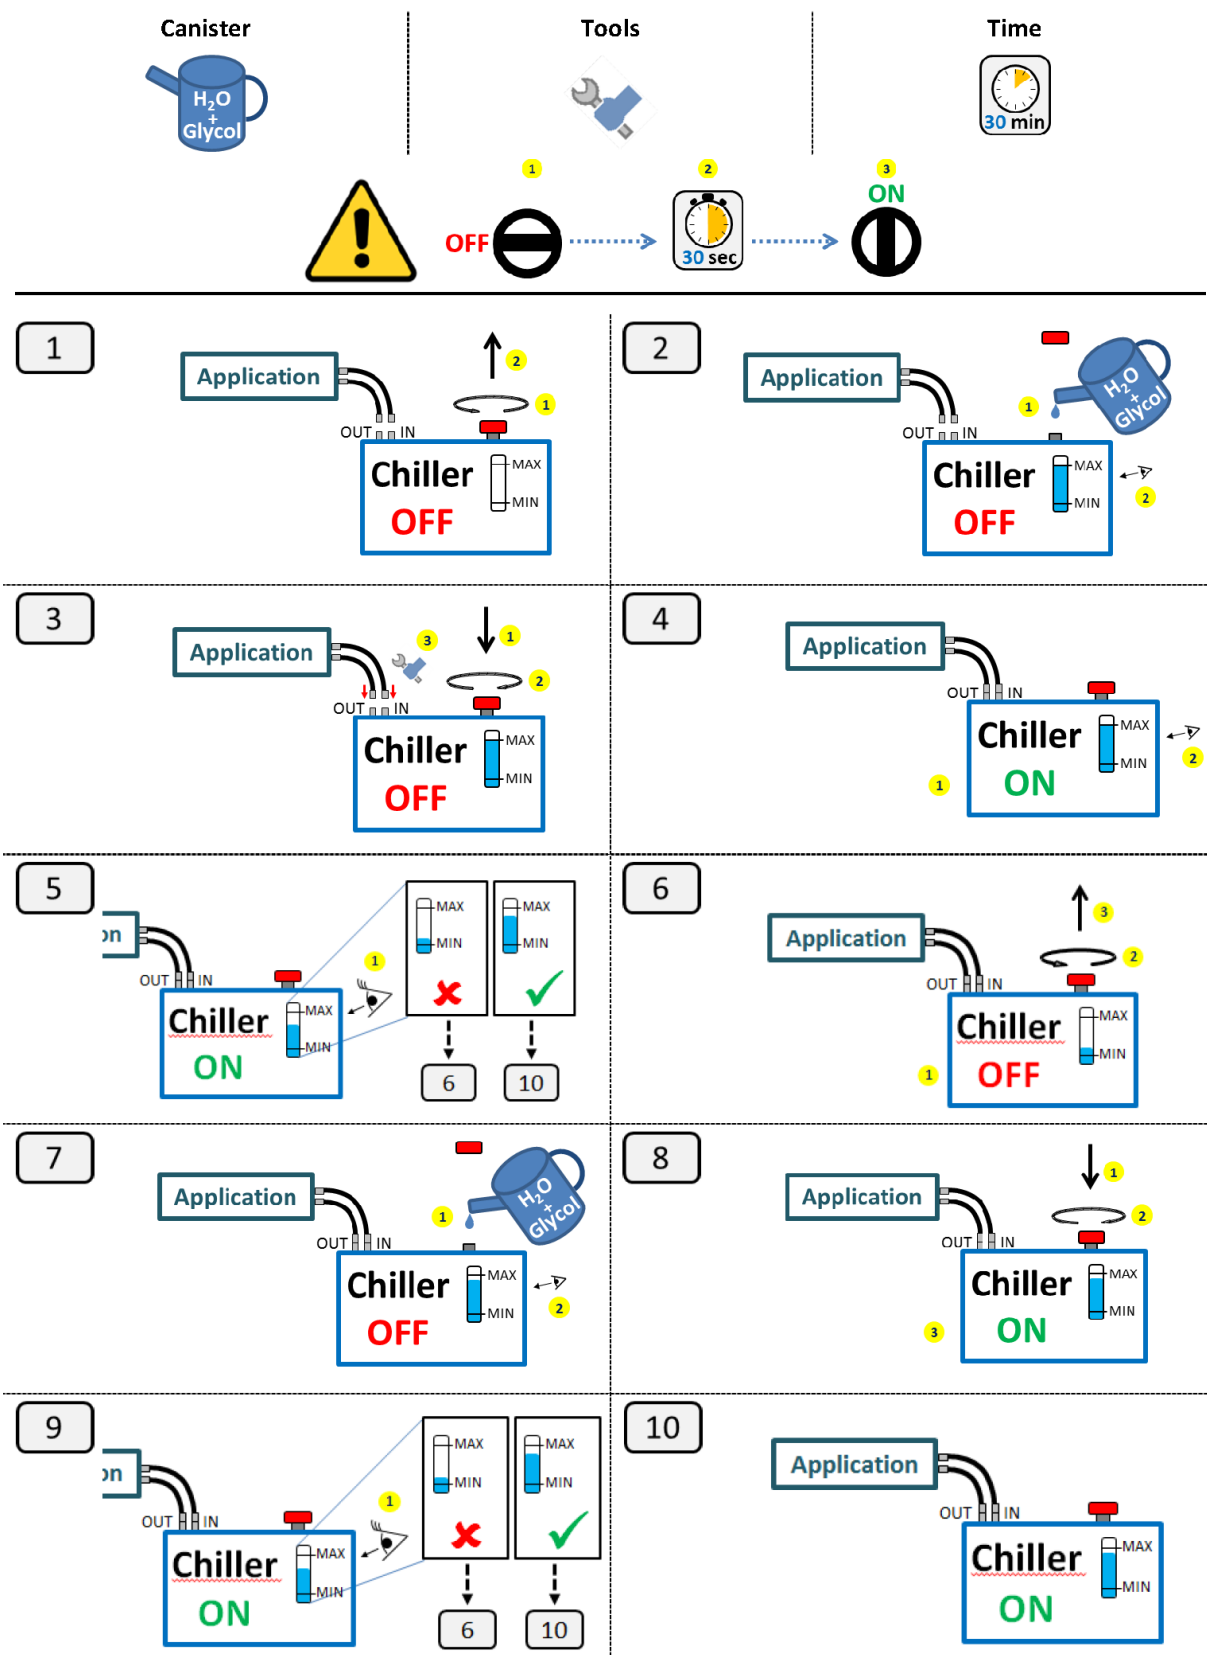 Canister
Tools
Time
H2O
+
Glycol
30 min
1
2
3
ON
OFF
30 sec
1
Application
2
1
OUT
IN
Chiller
MAX
MIN
OFF
2
Application
1
H2O
+
Glycol
OUT
IN
Chiller
MAX
MIN
2
OFF
3
Application
3
1
2
OUT
IN
Chiller
MAX
MIN
OFF
4
Application
OUT
IN
Chiller
MAX
MIN
2
1
ON
5
on
OUT
IN
1
Chiller
MAX
MIN
ON
MAX
MIN
MAX
MIN
6
10
6
Application
3
2
OUT
IN
Chiller
MAX
MIN
1
OFF
7
Application
1
H2O
+
Glycol
OUT
IN
Chiller
MAX
MIN
2
OFF
8
Application
1
2
OUT
IN
Chiller
MAX
MIN
3
ON
9
on
OUT
IN
1
Chiller
MAX
MIN
ON
MAX
MIN
MAX
MIN
6
10
10
Application
OUT
IN
Chiller
MAX
MIN
ON